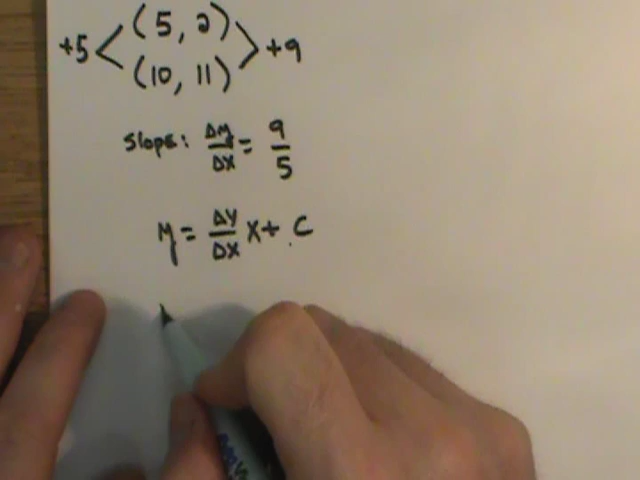 +5 < (5, 2) > +9
(10, 11)
Slope: Δy/Δx = 9/5
y = Δy/Δx x + c